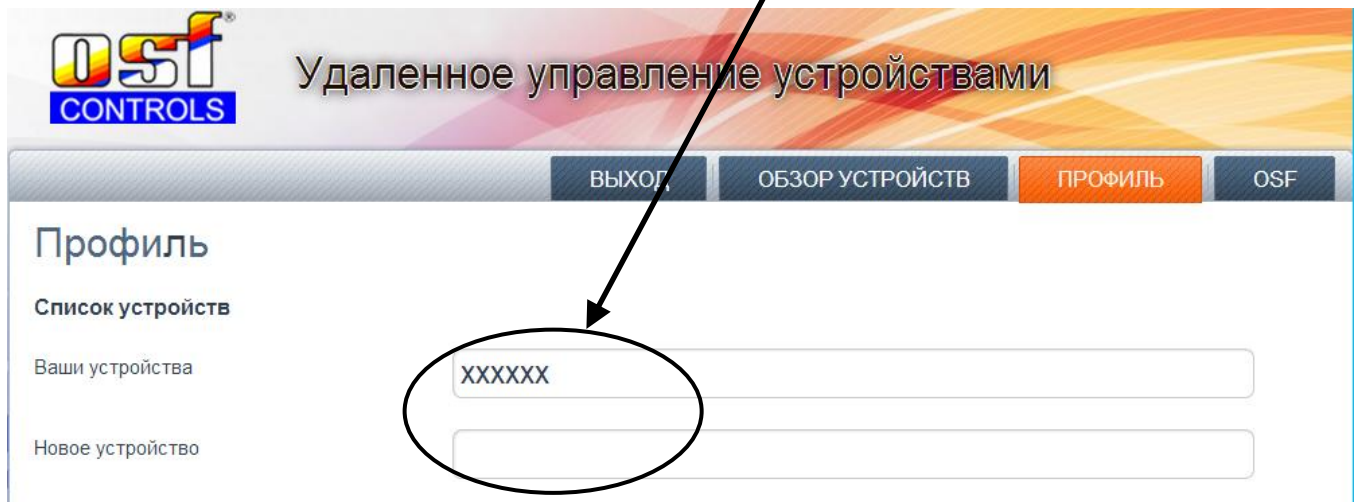 osf®
CONTROLS
Удаленное управление устройствами
ВЫХОД ОБЗОР УСТРОЙСТВ ПРОФИЛЬ OSF
Профиль
Список устройств
Ваши устройства XXXXXX
Новое устройство